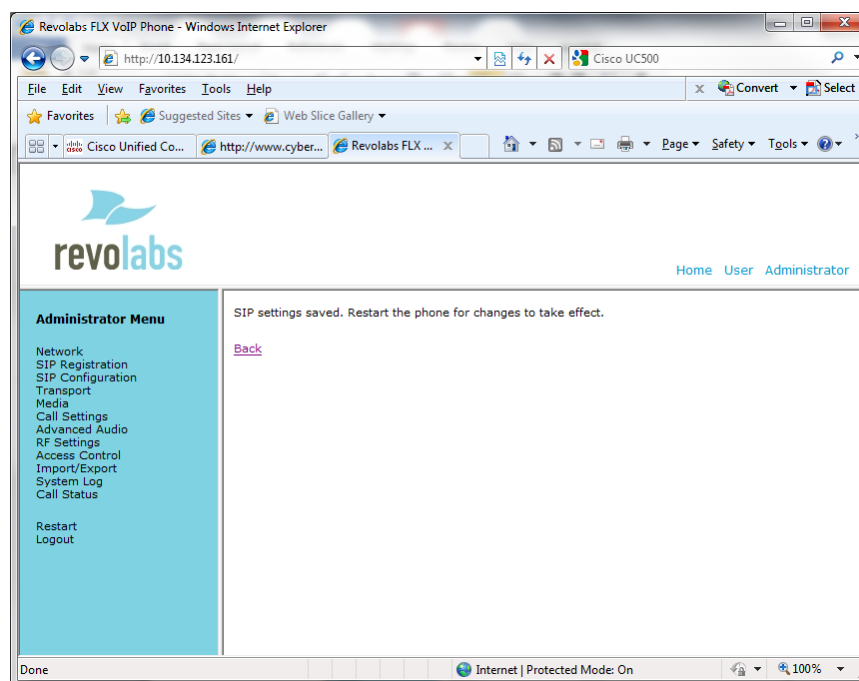 Revolabs FLX VoIP Phone - Windows Internet Explorer
http://10.134.123.161/
Cisco UC500
File Edit View Favorites Tools Help
x Convert Select
Favorites Suggested Sites Web Slice Gallery
Cisco Unified Co... http://www.cyber... Revolabs FLX ... x Page Safety Tools »
revolabs
Home User Administrator
Administrator Menu
Network
SIP Registration
SIP Configuration
Transport
Media
Call Settings
Advanced Audio
RF Settings
Access Control
Import/Export
System Log
Call Status
Restart
Logout
SIP settings saved. Restart the phone for changes to take effect.
Back
Done Internet | Protected Mode: On 100%